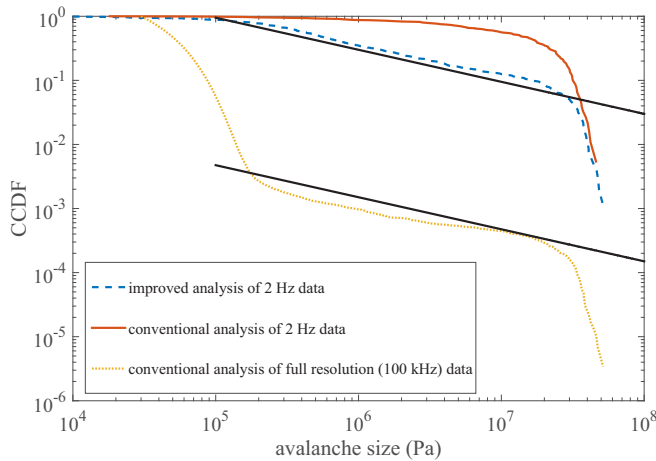 10^0
10^-1
10^-2
10^-3
10^-4
10^-5
10^-6
CCDF
improved analysis of 2 Hz data
conventional analysis of 2 Hz data
conventional analysis of full resolution (100 kHz) data
10^4
10^5
10^6
10^7
10^8
avalanche size (Pa)